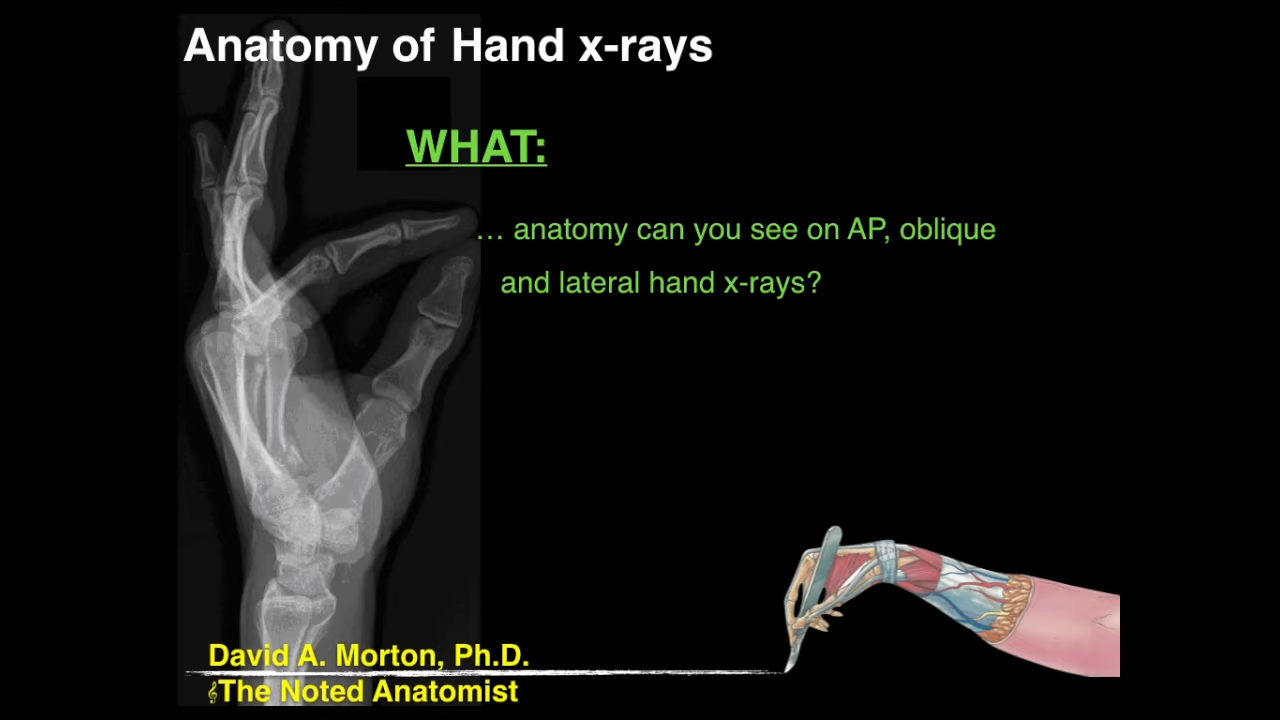 Anatomy of Hand x-rays
WHAT:
… anatomy can you see on AP, oblique
and lateral hand x-rays?
David A. Morton, Ph.D.
The Noted Anatomist